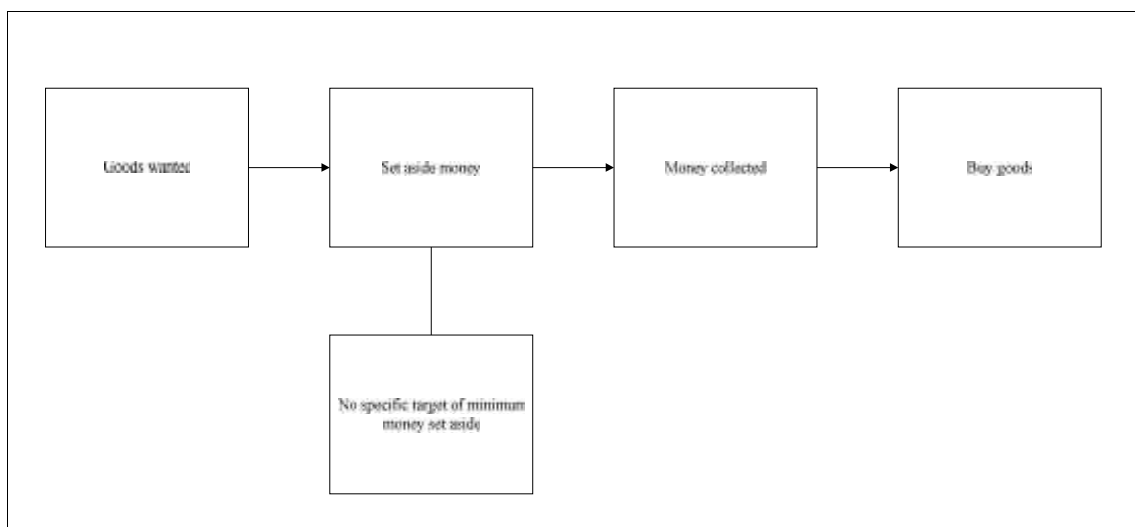 Goods wanted
Set aside money
Money collected
Buy goods
No specific target of minimum
money set aside